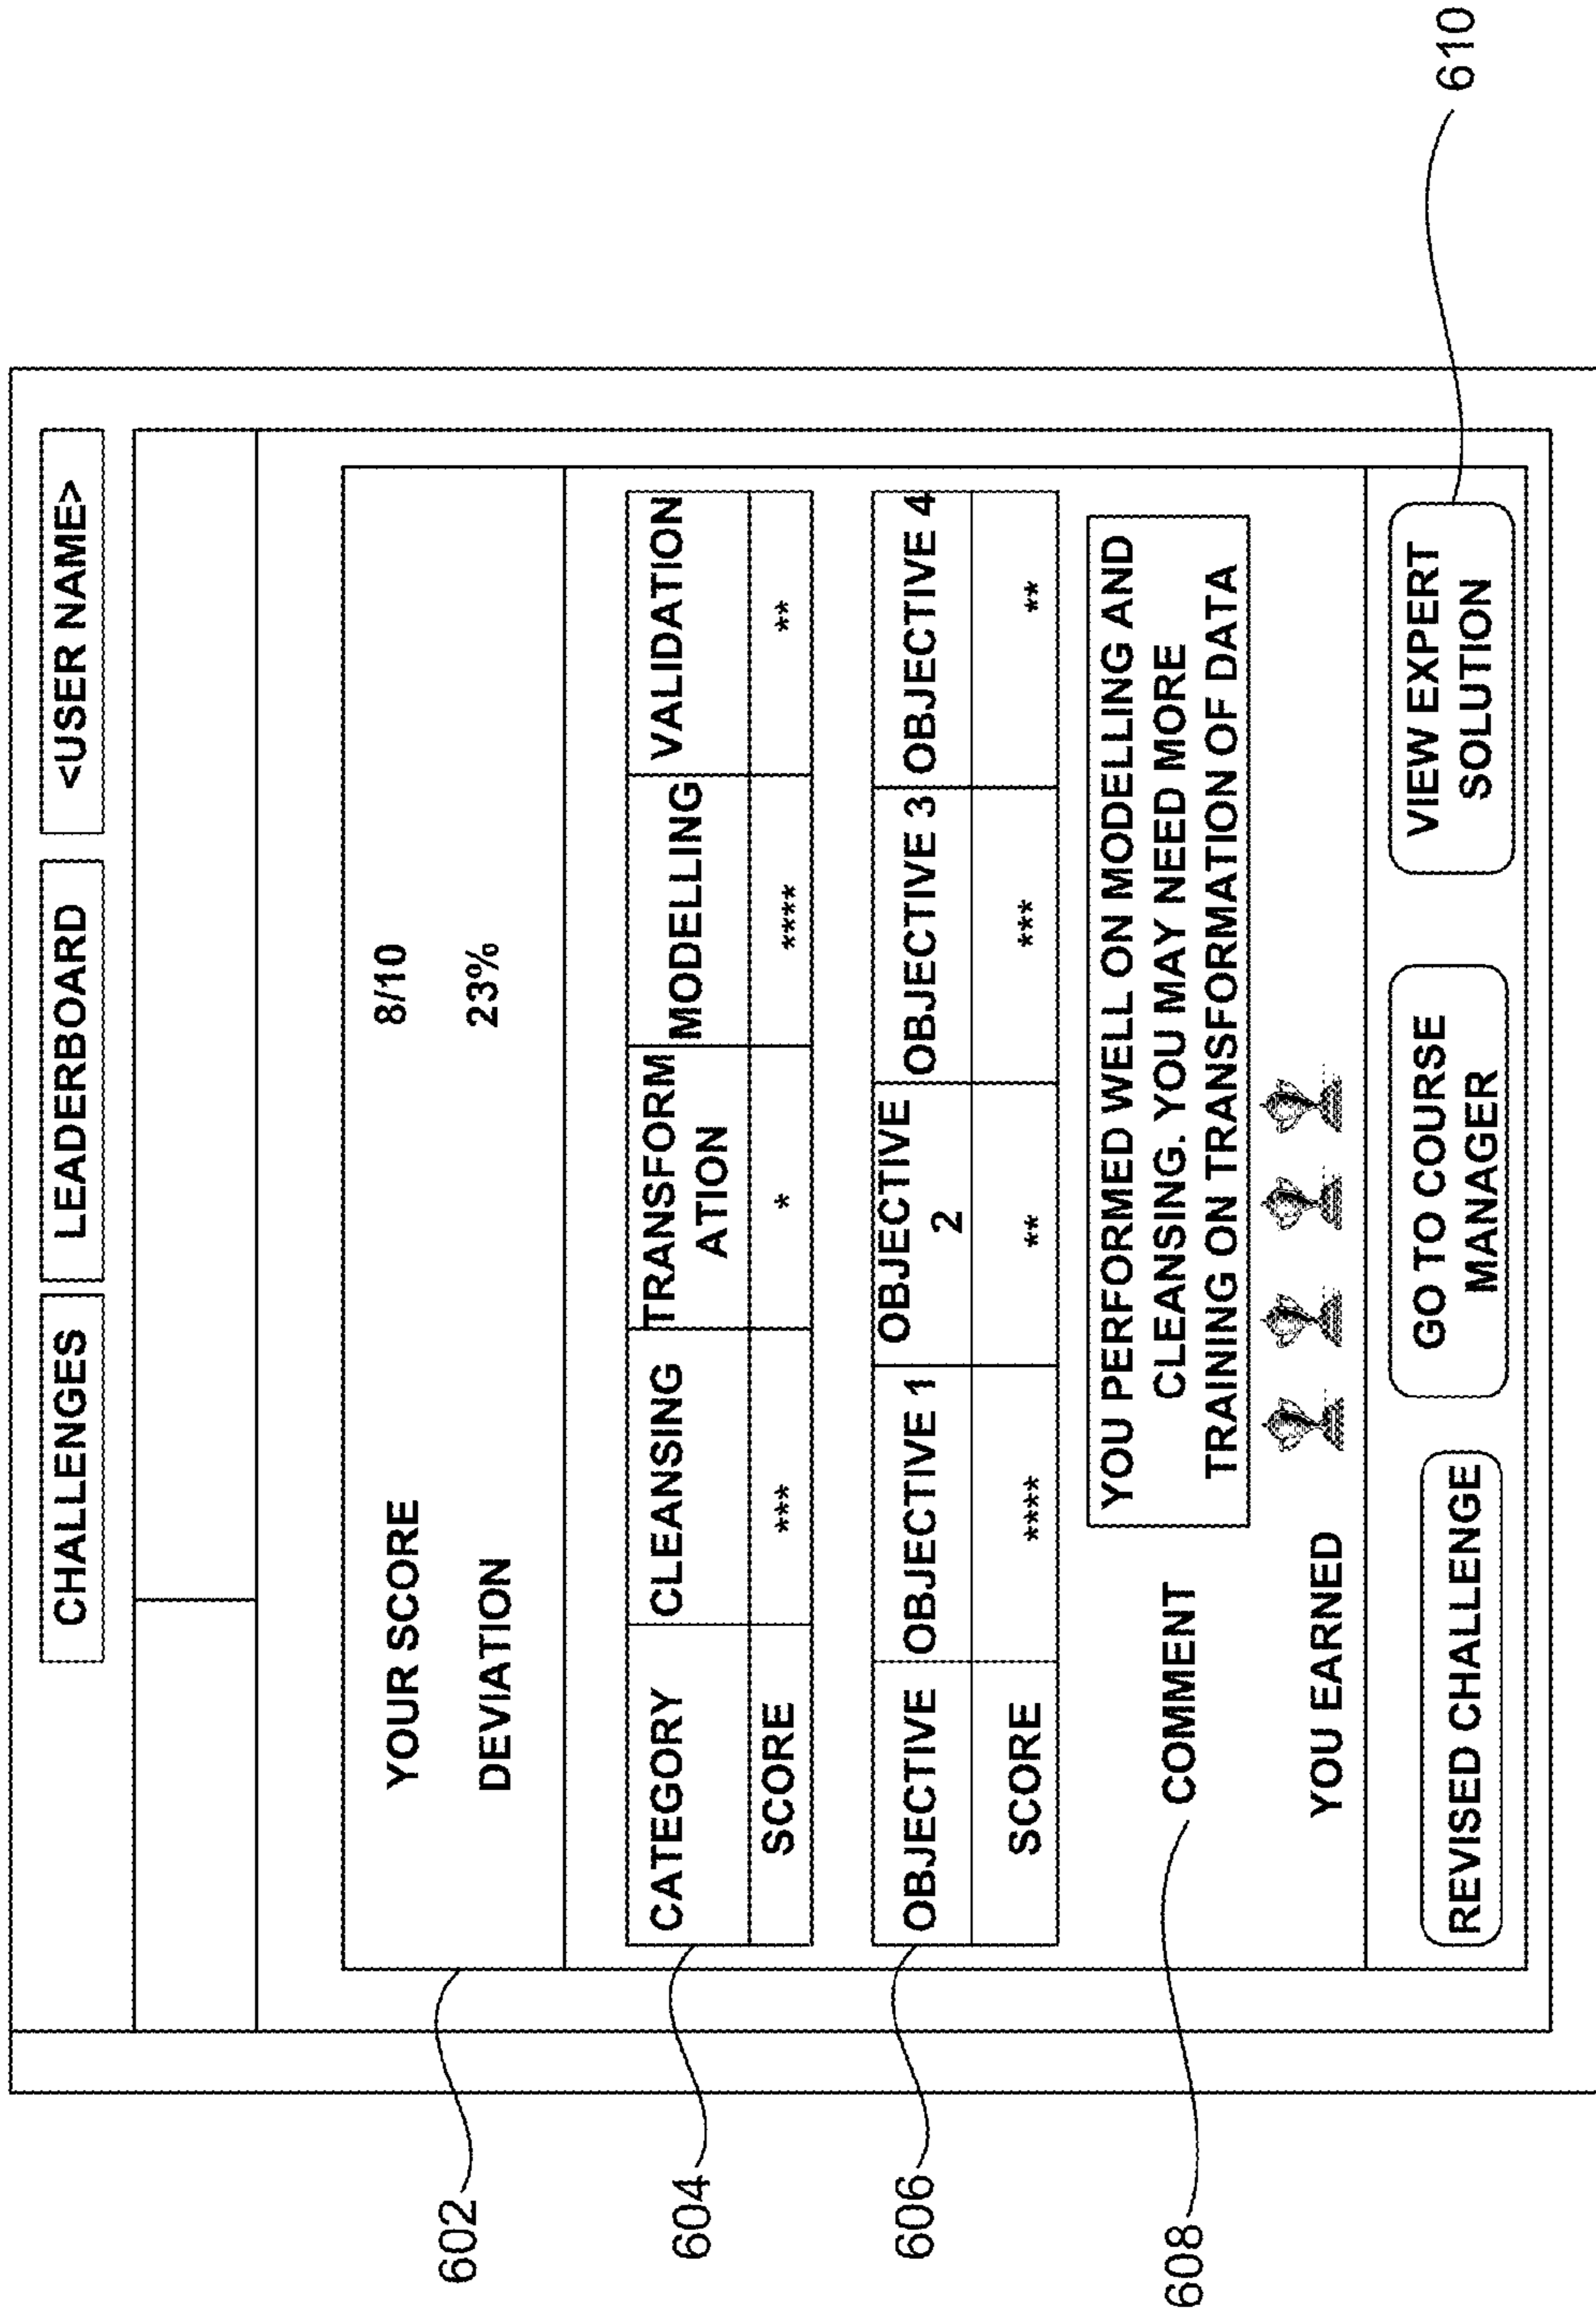 CHALLENGES LEADERBOARD <USER NAME>
602
YOUR SCORE 8/10
DEVIATION 23%
604
CATEGORY CLEANSING TRANSFORM
ATION MODELLING VALIDATION
SCORE *** * **** **
606
OBJECTIVE OBJECTIVE 1 OBJECTIVE
2 OBJECTIVE 3 OBJECTIVE 4
SCORE **** ** *** **
608
COMMENT
YOU PERFORMED WELL ON MODELLING AND
CLEANSING. YOU MAY NEED MORE
TRAINING ON TRANSFORMATION OF DATA
YOU EARNED
REVISED CHALLENGE
GO TO COURSE
MANAGER
VIEW EXPERT
SOLUTION
610